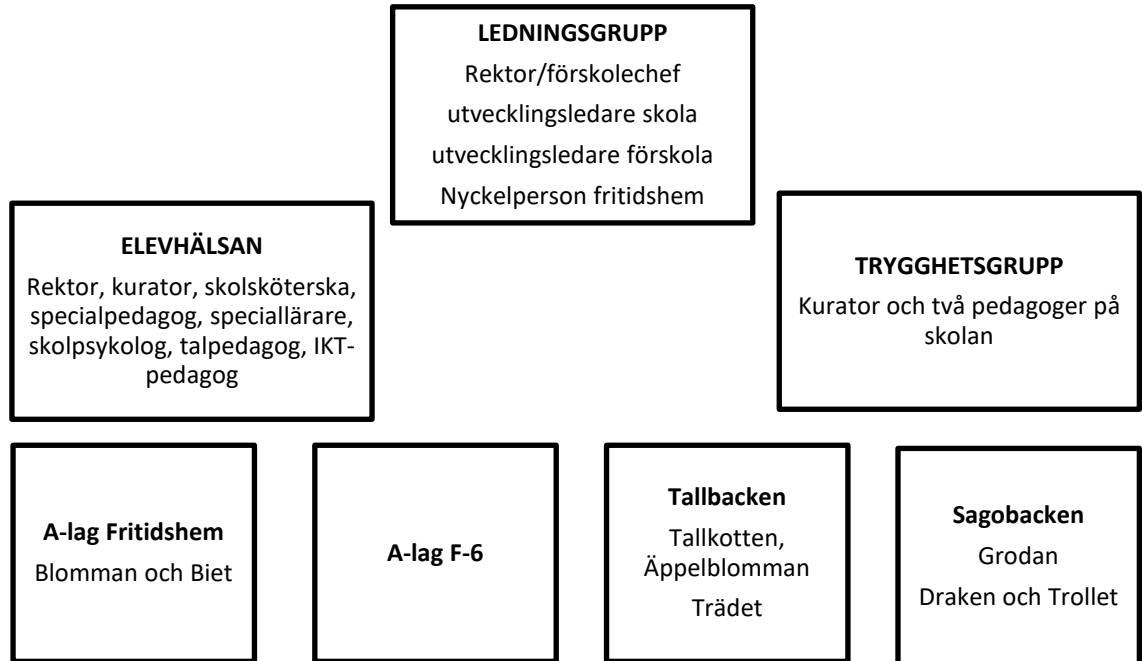 LEDNINGSGRUPP
Rektor/förskolechef
utvecklingsledare skola
utvecklingsledare förskola
Nyckelperson fritidshem
ELEVHÄLSAN
Rektor, kurator, skolsköterska,
specialpedagog, speciallärare,
skolpsykolog, talpedagog, IKT-
pedagog
TRYGGHETSGRUPP
Kurator och två pedagoger på
skolan
A-lag Fritidshem
Blomman och Biet
A-lag F-6
Tallbacken
Tallkotten,
Äppelblomman
Trädet
Sagobacken
Grodan
Draken och Trollet